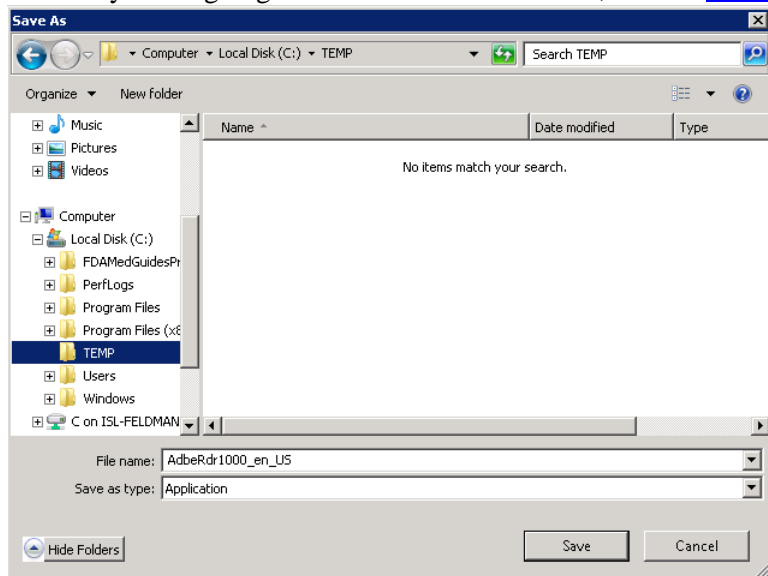 Save As
Computer Local Disk (C:) TEMP Search TEMP
Organize New folder
Name Date modified Type
No items match your search.
Music
Pictures
Videos
Computer
Local Disk (C:)
FDAMedGuidesPr
PerfLogs
Program Files
Program Files (x8
TEMP
Users
Windows
C on ISL-FELDMAN
File name: AdbeRdr1000_en_US
Save as type: Application
Hide Folders Save Cancel